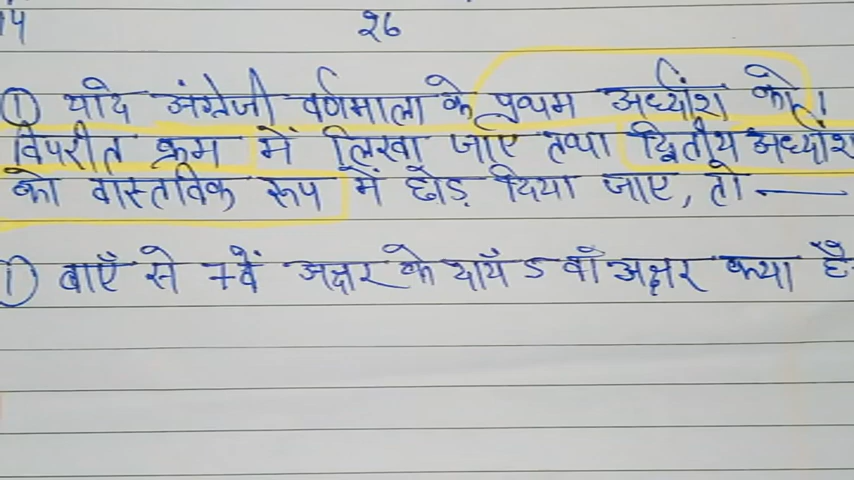 14 26
① यदि अंग्रेजी वर्णमाला के प्रथम अर्ध्यांश को
विपरीत क्रम में लिखा जाए तथा द्वितीय अर्ध्यांश
को वास्तविक रूप में छोड़ दिया जाए, तो —
① बाएँ से 7वें अक्षर के दायें 5 वाँ अक्षर क्या है